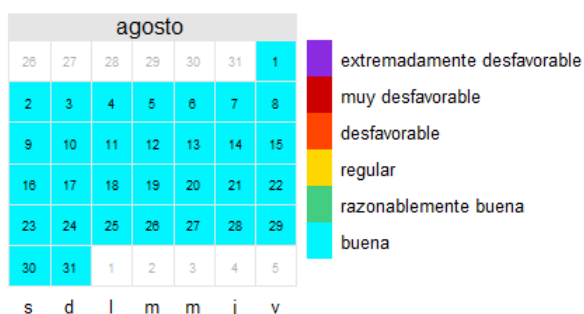 agosto
26 27 28 29 30 31 1
2 3 4 5 6 7 8
9 10 11 12 13 14 15
16 17 18 19 20 21 22
23 24 25 26 27 28 29
30 31 1 2 3 4 5
s d l m m j v
extremadamente desfavorable
muy desfavorable
desfavorable
regular
razonablemente buena
buena